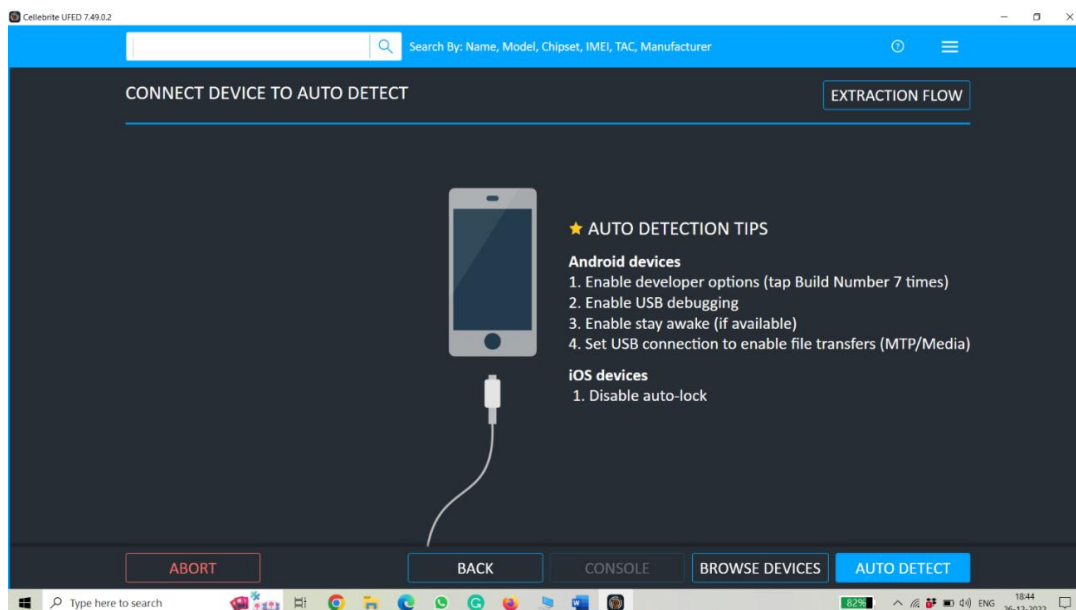 Cellebrite UFED 7.49.0.2
Search By: Name, Model, Chipset, IMEI, TAC, Manufacturer
CONNECT DEVICE TO AUTO DETECT
EXTRACTION FLOW
AUTO DETECTION TIPS
Android devices
1. Enable developer options (tap Build Number 7 times)
2. Enable USB debugging
3. Enable stay awake (if available)
4. Set USB connection to enable file transfers (MTP/Media)
iOS devices
1. Disable auto-lock
ABORT
BACK
CONSOLE
BROWSE DEVICES
AUTO DETECT
Type here to search
82%
ENG
18:44